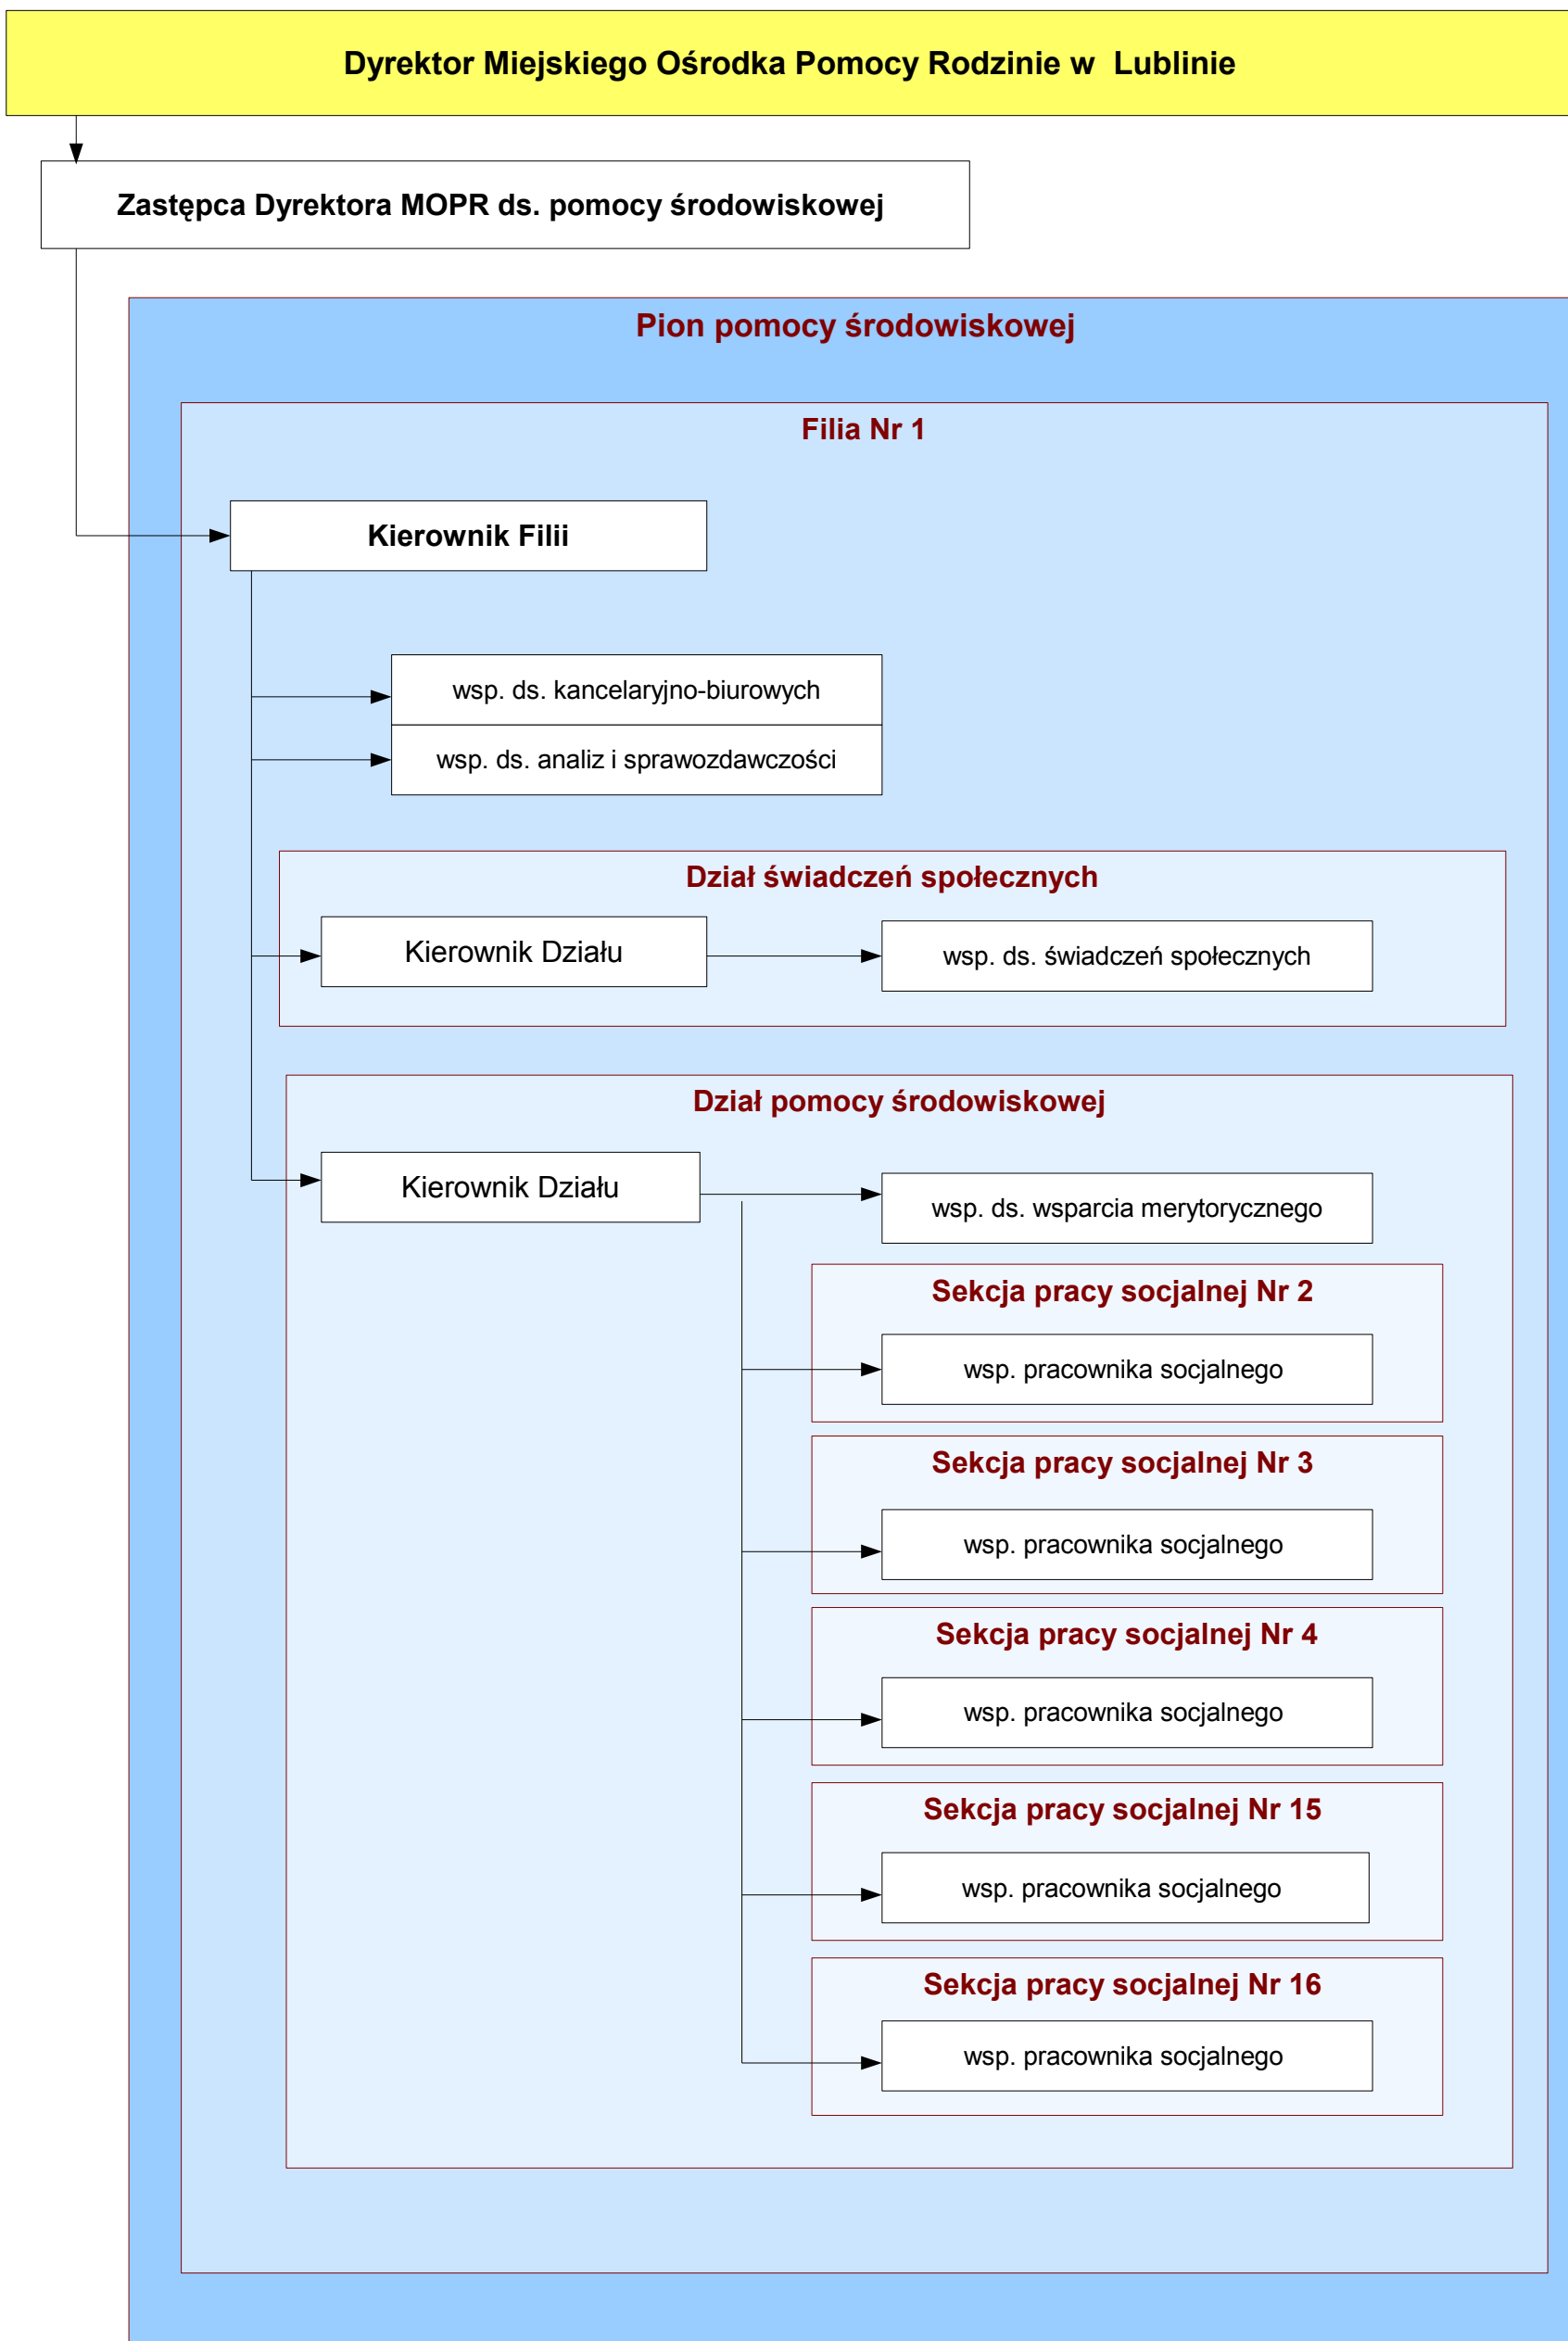 Dyrektor Miejskiego Ośrodka Pomocy Rodzinie w Lublinie
Zastępca Dyrektora MOPR ds. pomocy środowiskowej
Pion pomocy środowiskowej
Filia Nr 1
Kierownik Filii
wsp. ds. kancelaryjno-biurowych
wsp. ds. analiz i sprawozdawczości
Dział świadczeń społecznych
Kierownik Działu
wsp. ds. świadczeń społecznych
Dział pomocy środowiskowej
Kierownik Działu
wsp. ds. wsparcia merytorycznego
Sekcja pracy socjalnej Nr 2
wsp. pracownika socjalnego
Sekcja pracy socjalnej Nr 3
wsp. pracownika socjalnego
Sekcja pracy socjalnej Nr 4
wsp. pracownika socjalnego
Sekcja pracy socjalnej Nr 15
wsp. pracownika socjalnego
Sekcja pracy socjalnej Nr 16
wsp. pracownika socjalnego